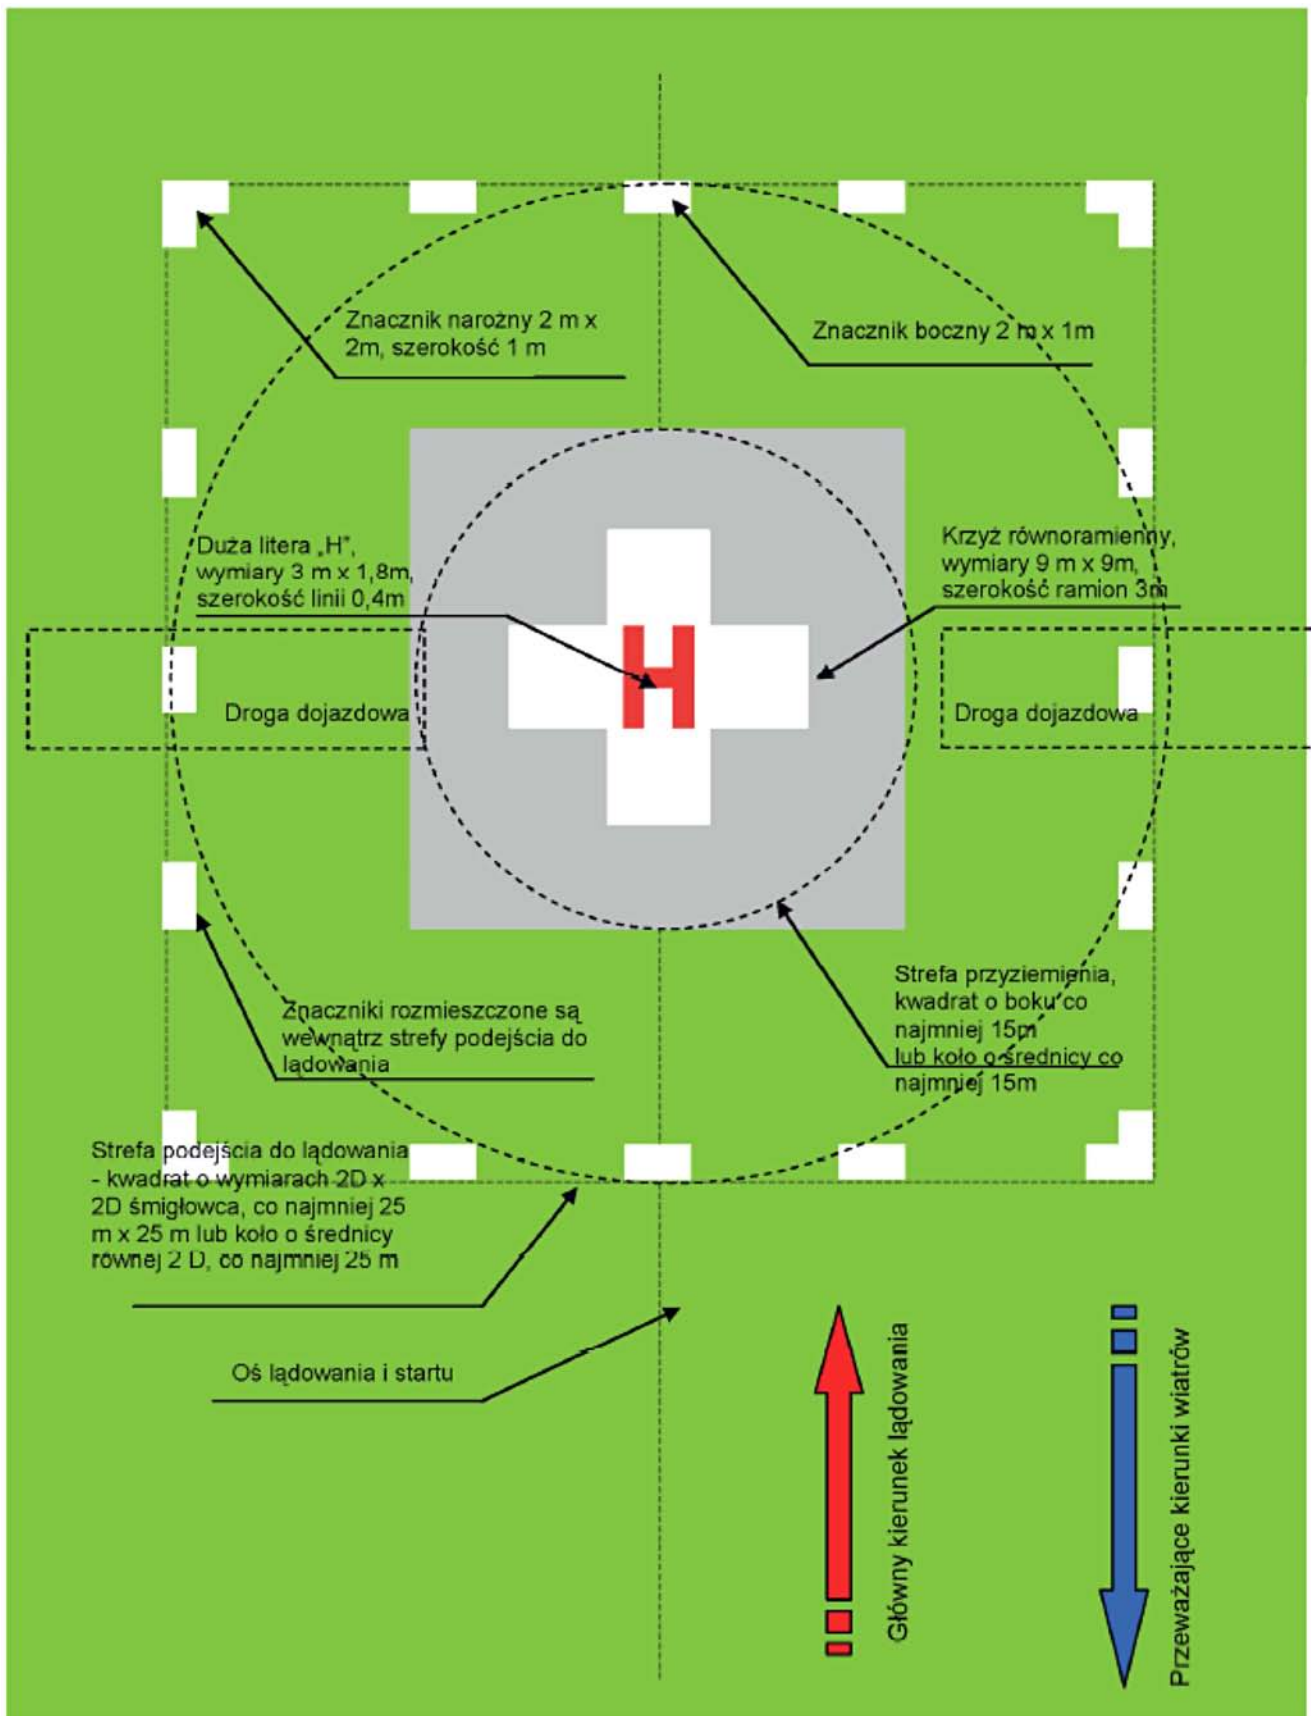 Znacznik narożny 2 m x
2m, szerokość 1 m
Znacznik boczny 2 m x 1m
Duża litera „H",
wymiary 3 m x 1,8m,
szerokość linii 0,4m
Krzyż równoramienny,
wymiary 9 m x 9m,
szerokość ramion 3m
H
Droga dojazdowa
Droga dojazdowa
Znaczniki rozmieszczone są
wewnątrz strefy podejścia do
lądowania
Strefa przyziemienia,
kwadrat o boku co
najmniej 15m
lub koło o średnicy co
najmniej 15m
Strefa podejścia do lądowania
- kwadrat o wymiarach 2D x
2D śmigłowca, co najmniej 25
m x 25 m lub koło o średnicy
równej 2 D, co najmniej 25 m
Oś lądowania i startu
Główny kierunek lądowania
Przeważające kierunki wiatrów